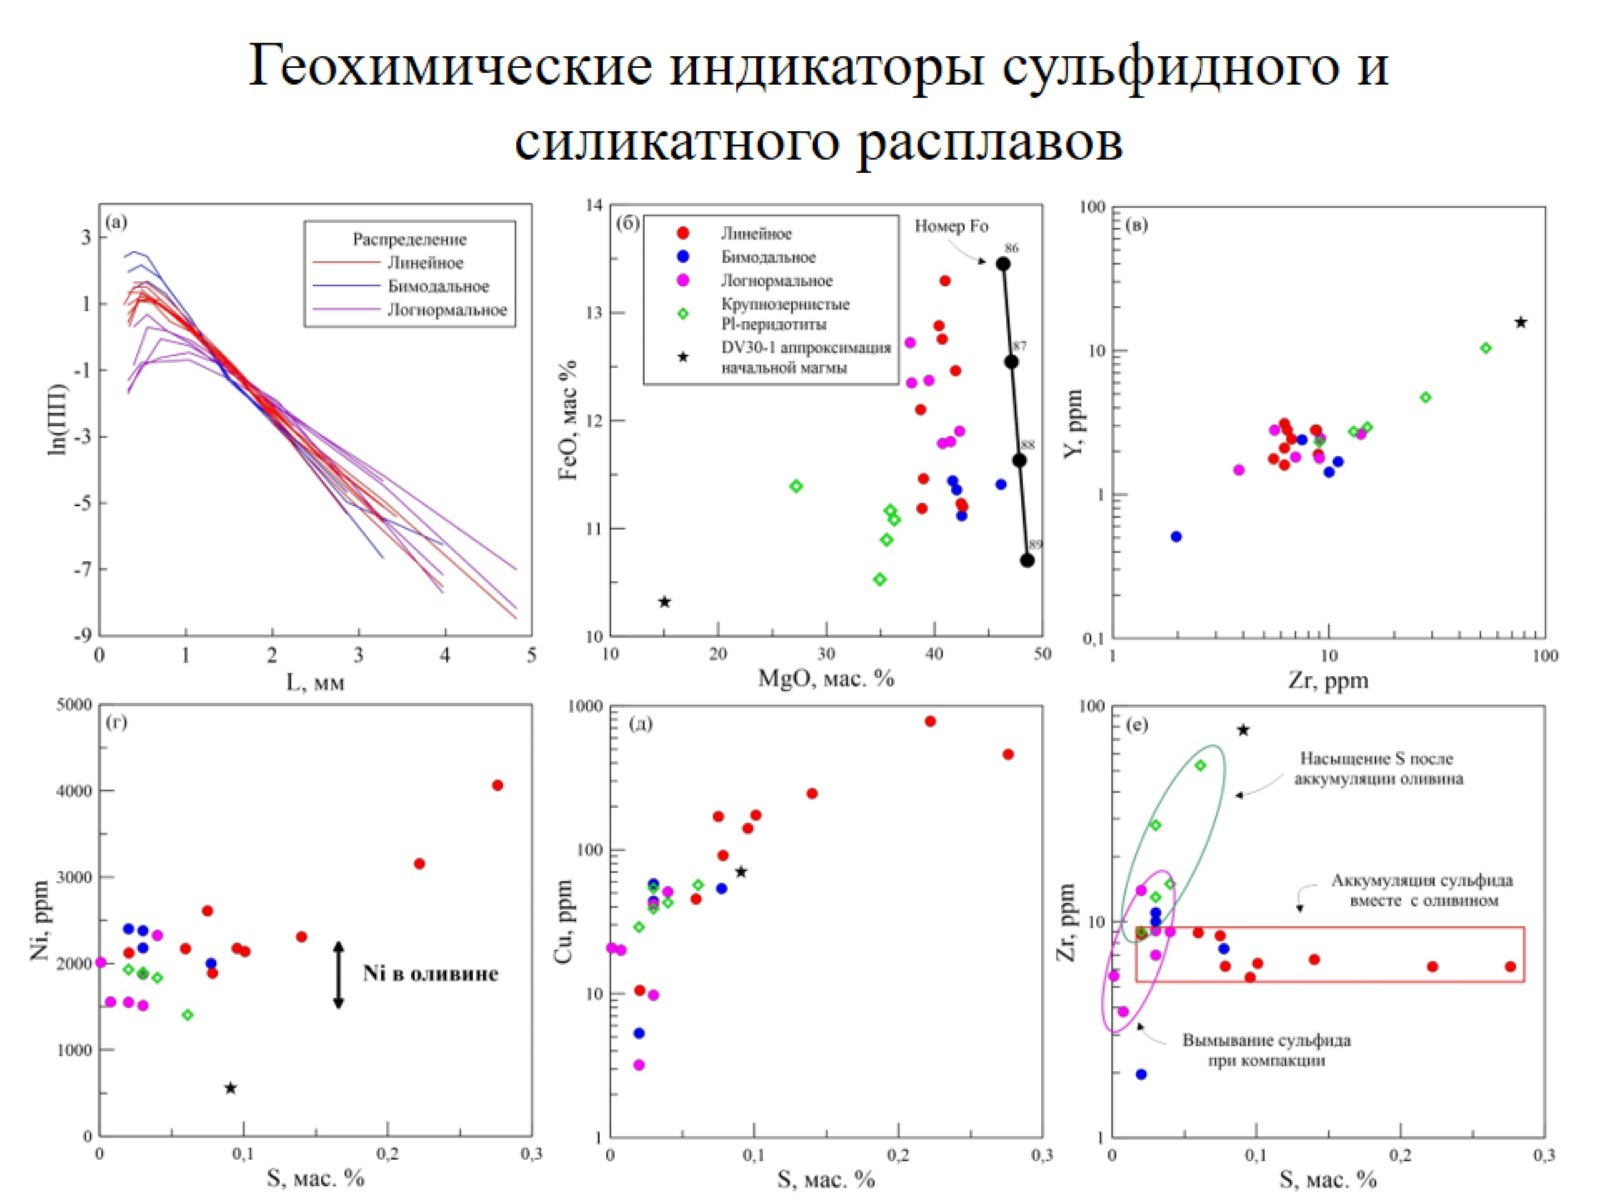 Геохимические индикаторы сульфидного и
силикатного расплавов
(а)
Распределение
Линейное
Бимодальное
Логнормальное
3
1
-1
-3
-5
-7
-9
ln(ПП)
0 1 2 3 4 5
L, мм
(б)
Линейное
Бимодальное
Логнормальное
Крупнозернистые
Pl-перидотиты
DV30-1 аппроксимация
начальной магмы
Номер Fo
86
87
88
89
14
13
12
11
10
FeO, мас %
10 20 30 40 50
MgO, мас. %
(в)
100
10
1
0,1
Y, ppm
1 10 100
Zr, ppm
(г)
5000
4000
3000
2000
1000
0
Ni, ppm
Ni в оливине
0 0,1 0,2 0,3
S, мас. %
(д)
1000
100
10
1
Cu, ppm
0 0,1 0,2 0,3
S, мас. %
(е)
100
10
1
Zr, ppm
Насыщение S после
аккумуляции оливина
Аккумуляция сульфида
вместе с оливином
Вымывание сульфида
при компакции
0 0,1 0,2 0,3
S, мас. %